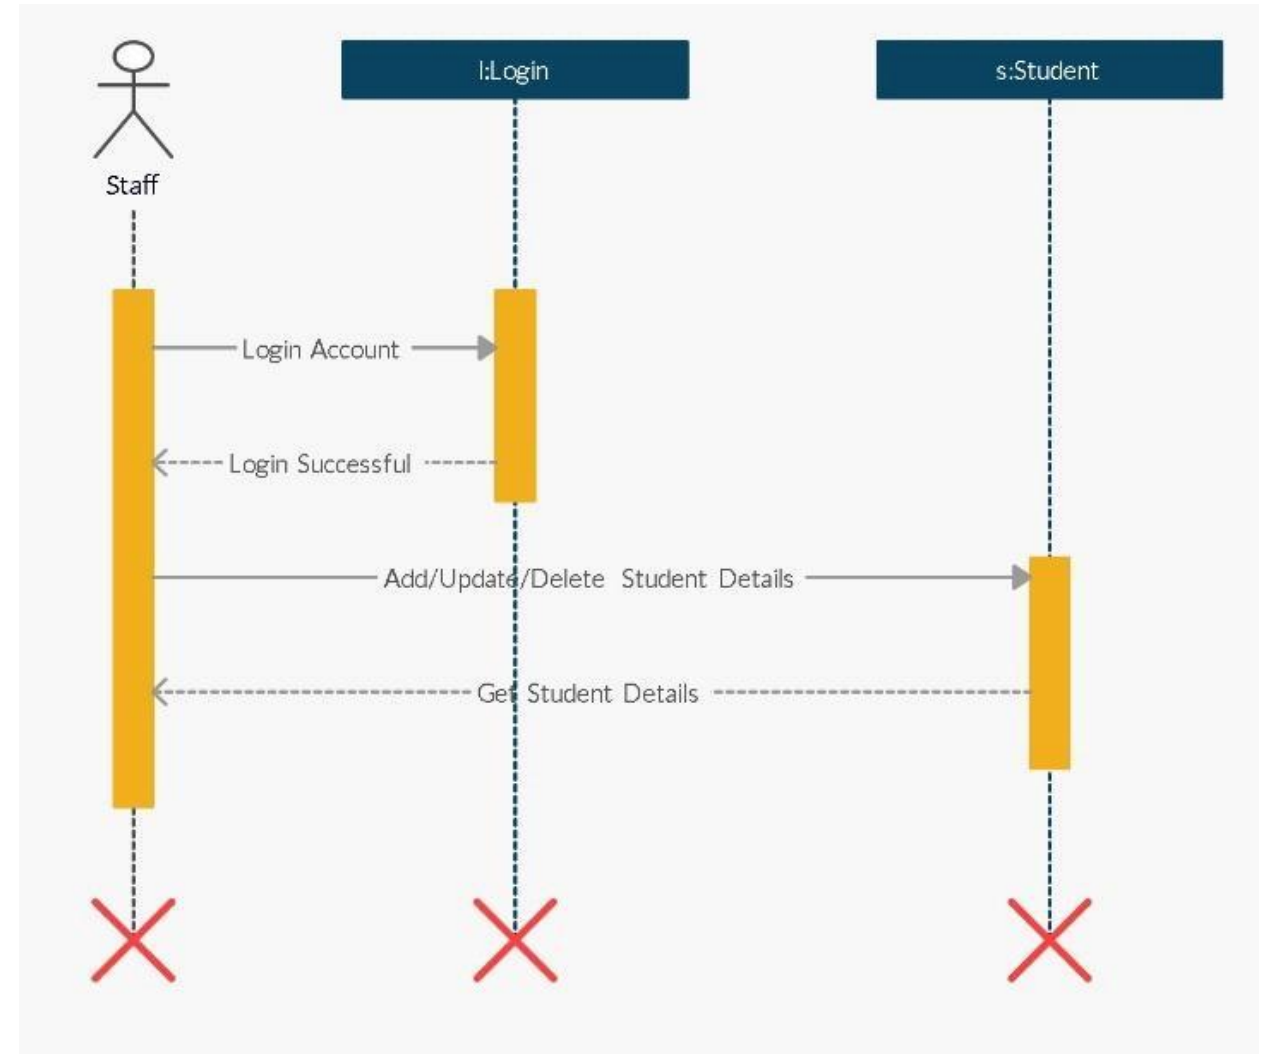 l:Login
s:Student
Staff
Login Account
Login Successful
Add/Update/Delete Student Details
Get Student Details